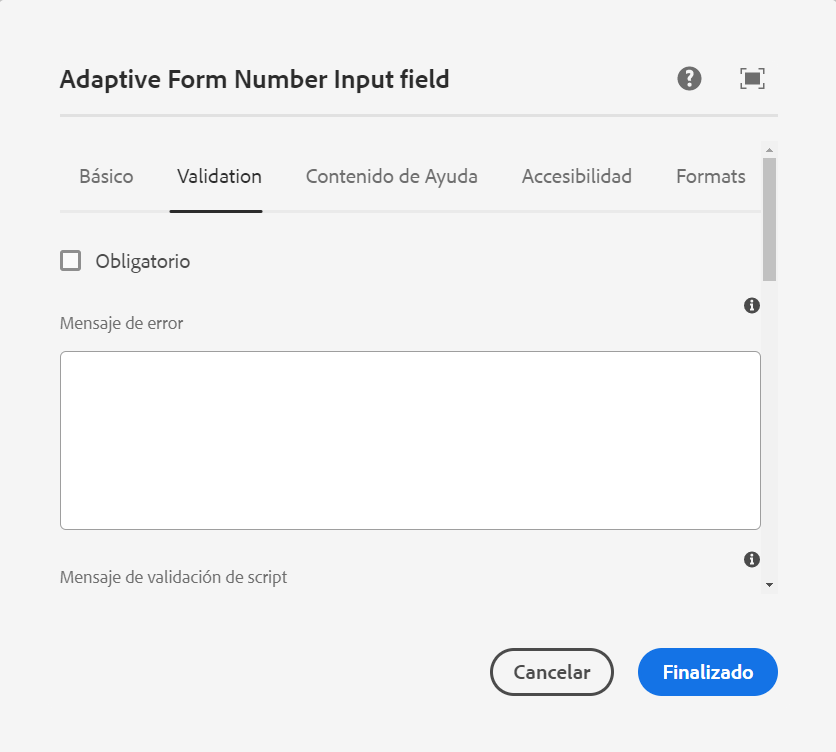 Adaptive Form Number Input field
Básico Validation Contenido de Ayuda Accesibilidad Formats
Obligatorio
Mensaje de error
Mensaje de validación de script
Cancelar Finalizado